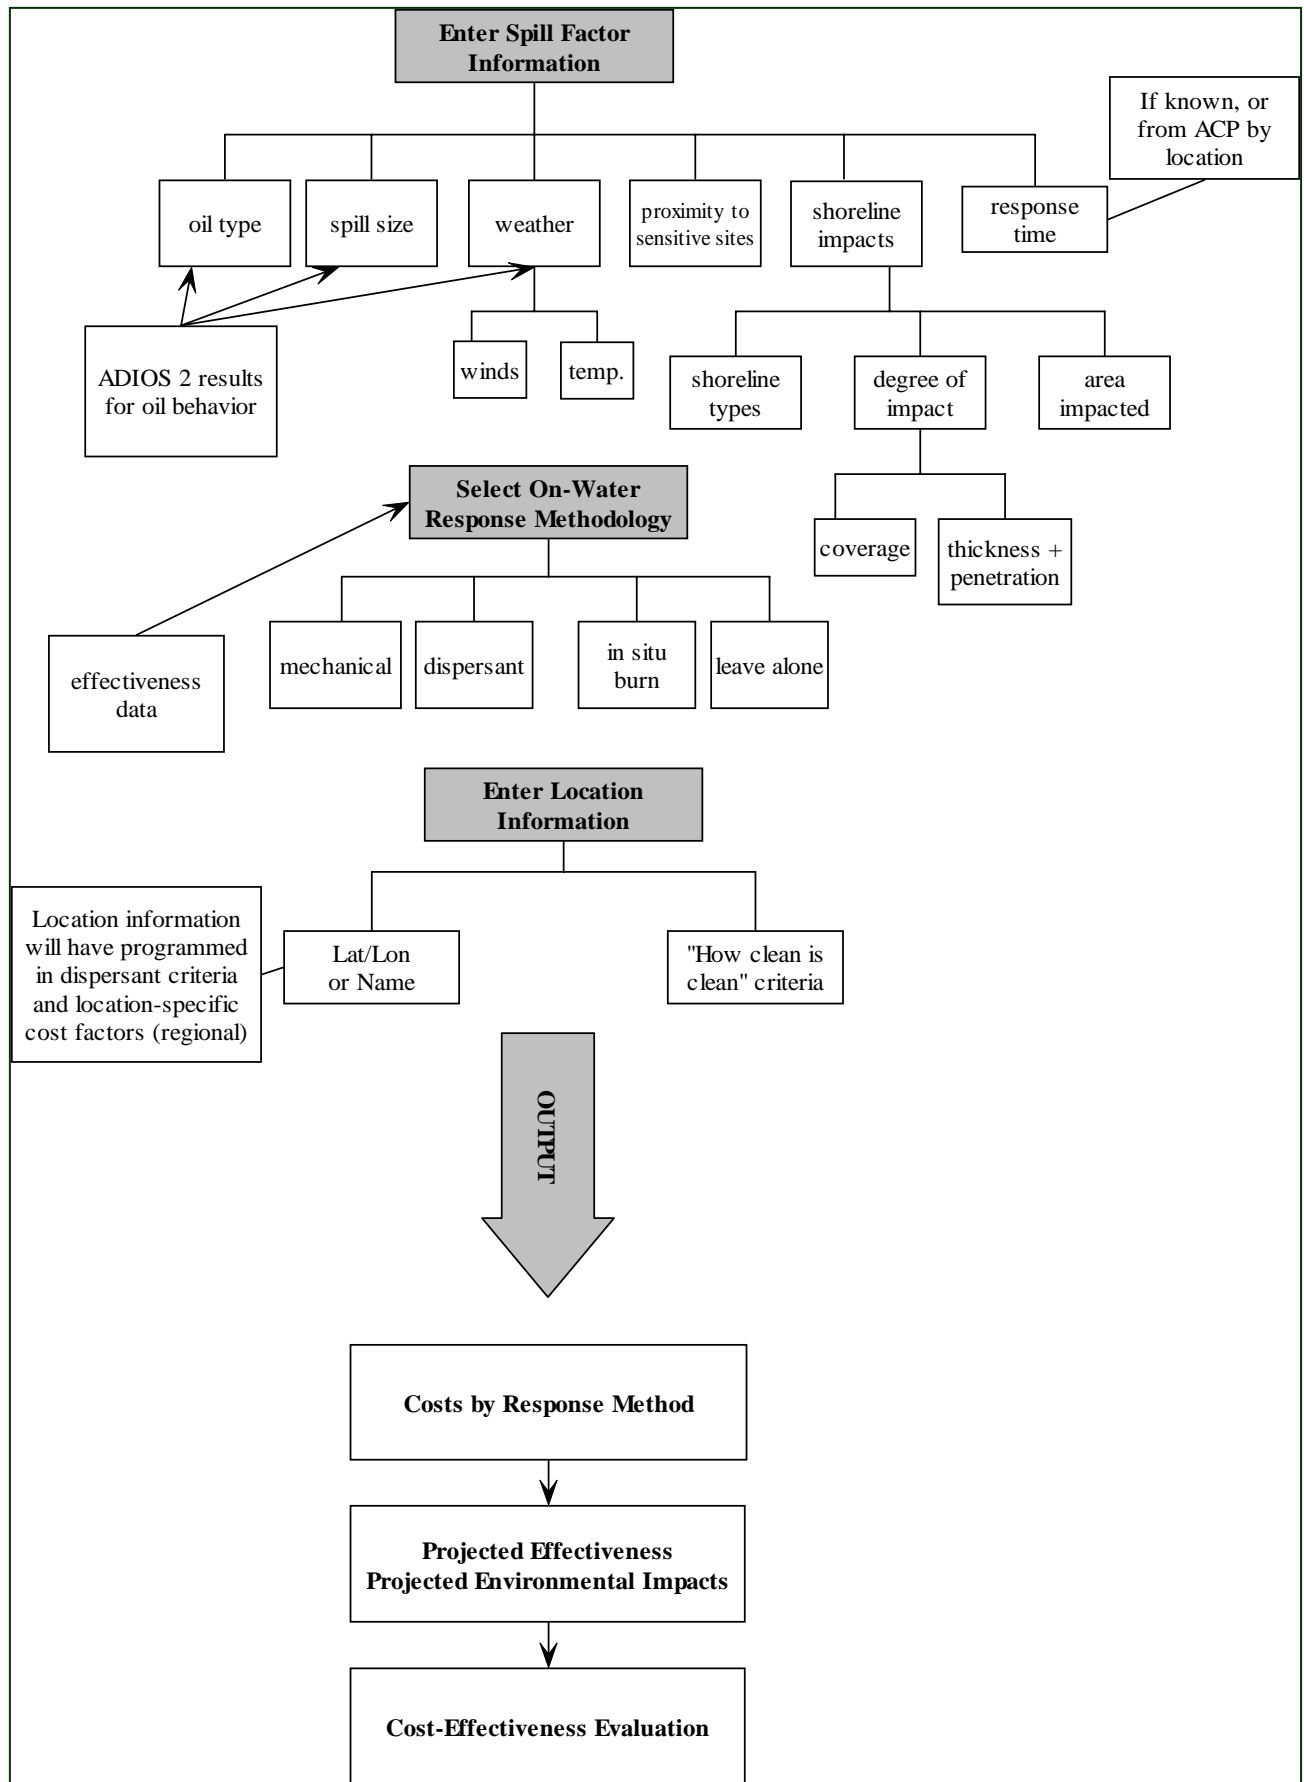 Enter Spill Factor
Information
If known, or
from ACP by
location
oil type
spill size
weather
proximity to
sensitive sites
shoreline
impacts
response
time
ADIOS 2 results
for oil behavior
winds
temp.
shoreline
types
degree of
impact
area
impacted
coverage
thickness +
penetration
Select On-Water
Response Methodology
effectiveness
data
mechanical
dispersant
in situ
burn
leave alone
Enter Location
Information
Location information
will have programmed
in dispersant criteria
and location-specific
cost factors (regional)
Lat/Lon
or Name
"How clean is
clean" criteria
OUTPUT
Costs by Response Method
Projected Effectiveness
Projected Environmental Impacts
Cost-Effectiveness Evaluation